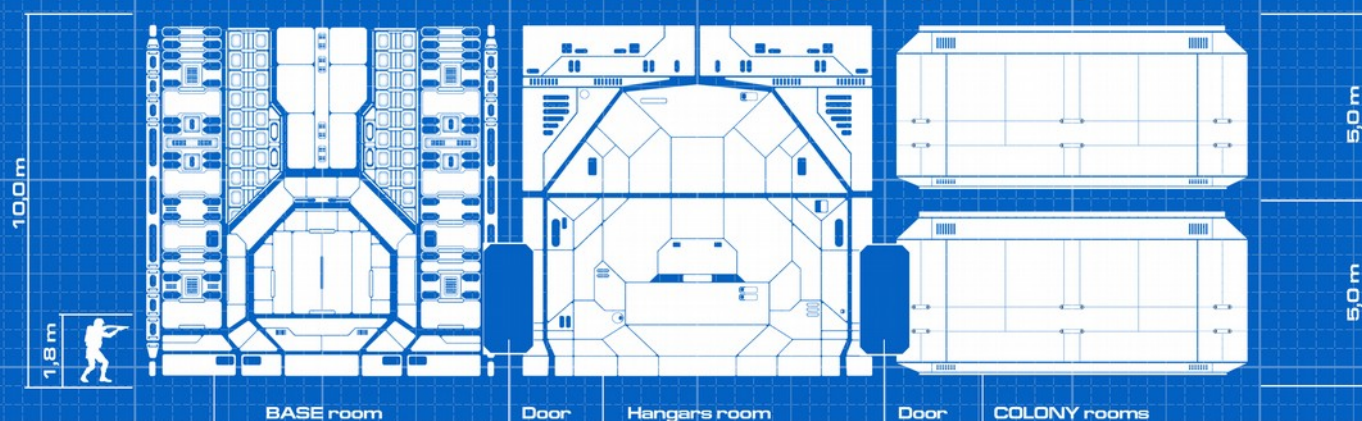 10,0 m
1,8 m
5,0 m
5,0 m
BASE room
Door
Hangars room
Door
COLONY rooms